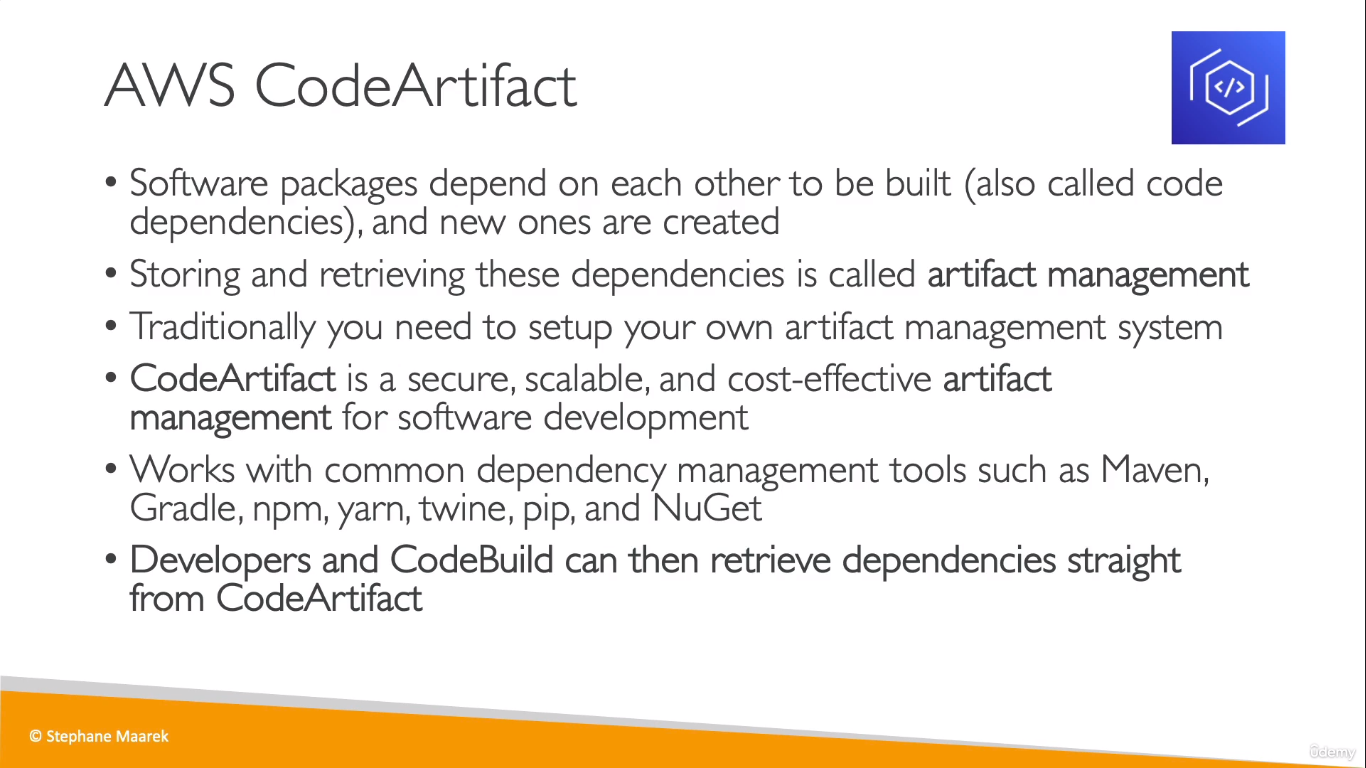 AWS CodeArtifact
</>
• Software packages depend on each other to be built (also called code
dependencies), and new ones are created
• Storing and retrieving these dependencies is called artifact management
• Traditionally you need to setup your own artifact management system
• CodeArtifact is a secure, scalable, and cost-effective artifact
management for software development
• Works with common dependency management tools such as Maven,
Gradle, npm, yarn, twine, pip, and NuGet
• Developers and CodeBuild can then retrieve dependencies straight
from CodeArtifact
© Stephane Maarek
ûdemy